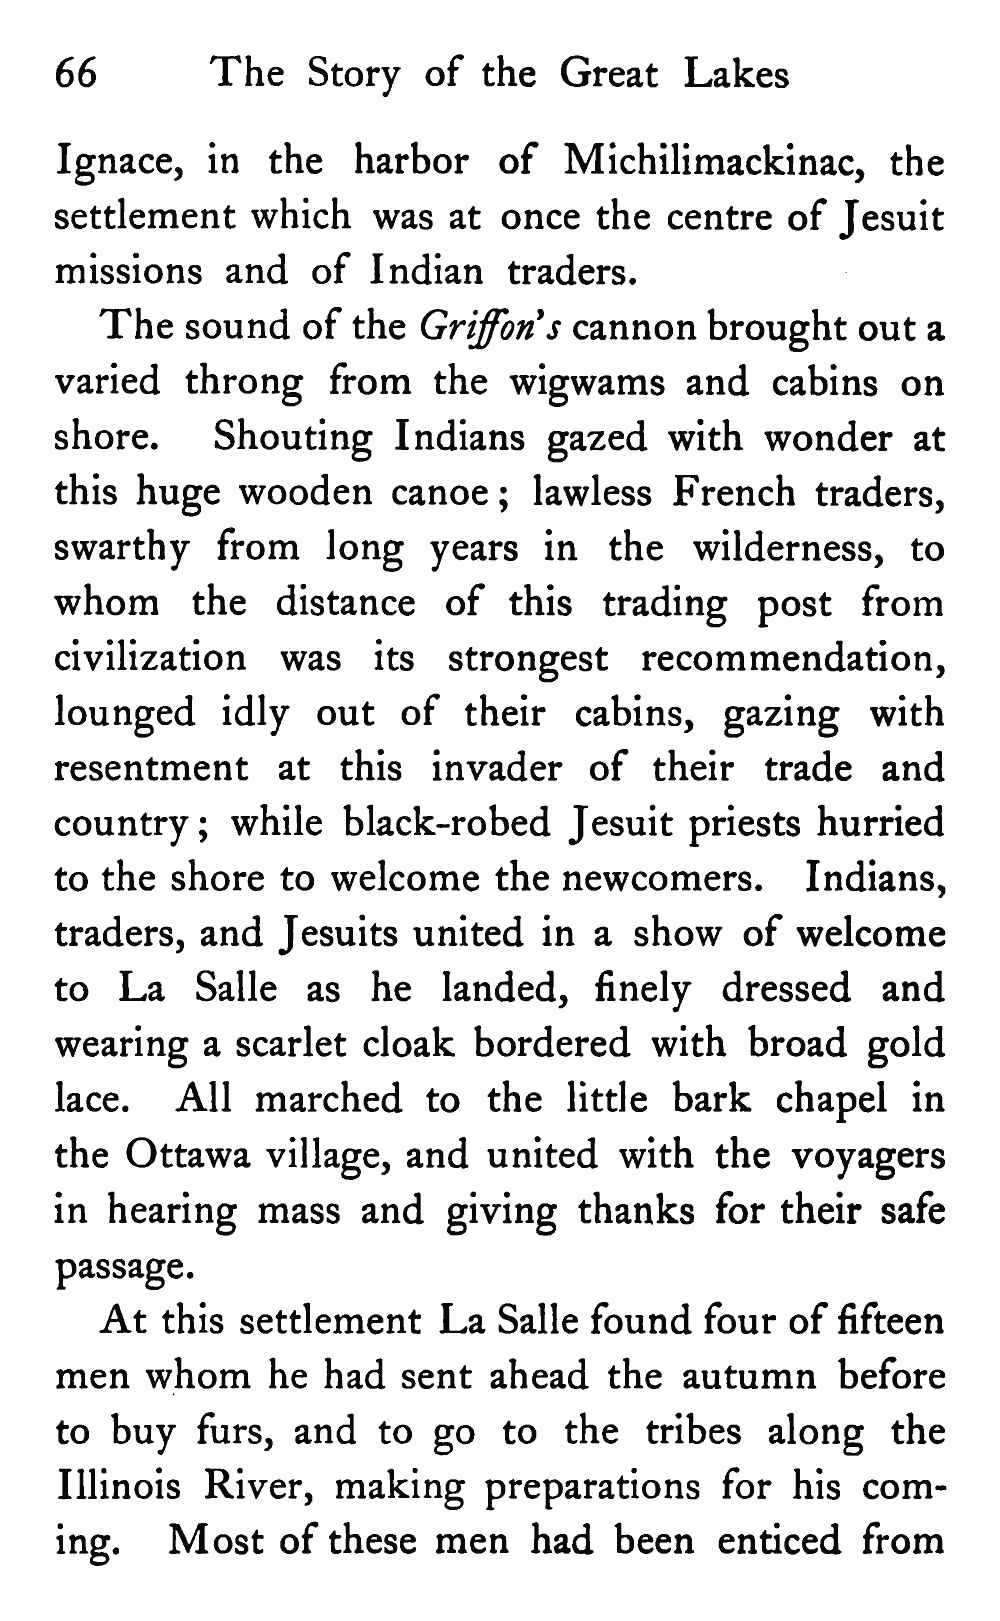 66 The Story of the Great Lakes
Ignace, in the harbor of Michilimackinac, the
settlement which was at once the centre of Jesuit
missions and of Indian traders.
The sound of the Griffon's cannon brought out a
varied throng from the wigwams and cabins on
shore. Shouting Indians gazed with wonder at
this huge wooden canoe; lawless French traders,
swarthy from long years in the wilderness, to
whom the distance of this trading post from
civilization was its strongest recommendation,
lounged idly out of their cabins, gazing with
resentment at this invader of their trade and
country; while black-robed Jesuit priests hurried
to the shore to welcome the newcomers. Indians,
traders, and Jesuits united in a show of welcome
to La Salle as he landed, finely dressed and
wearing a scarlet cloak bordered with broad gold
lace. All marched to the little bark chapel in
the Ottawa village, and united with the voyagers
in hearing mass and giving thanks for their safe
passage.
At this settlement La Salle found four of fifteen
men whom he had sent ahead the autumn before
to buy furs, and to go to the tribes along the
Illinois River, making preparations for his com-
ing. Most of these men had been enticed from